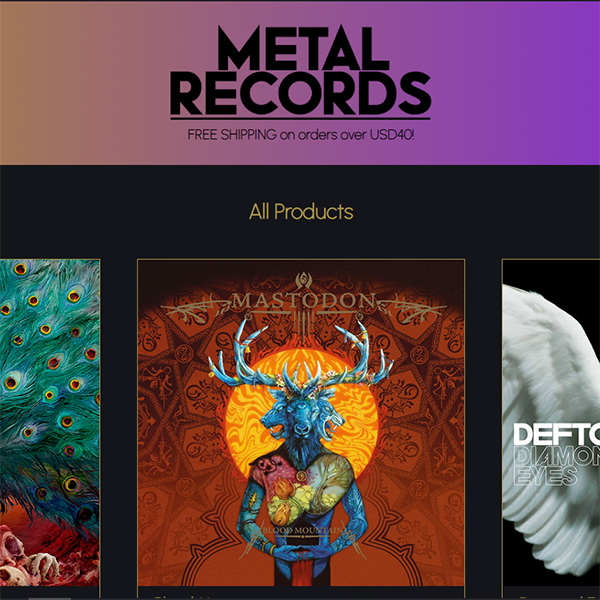 METAL
RECORDS
FREE SHIPPING on orders over USD40!
All Products
MASTODON
BLOOD MOUNTAIN
DEFTO
DIAMON
EYES